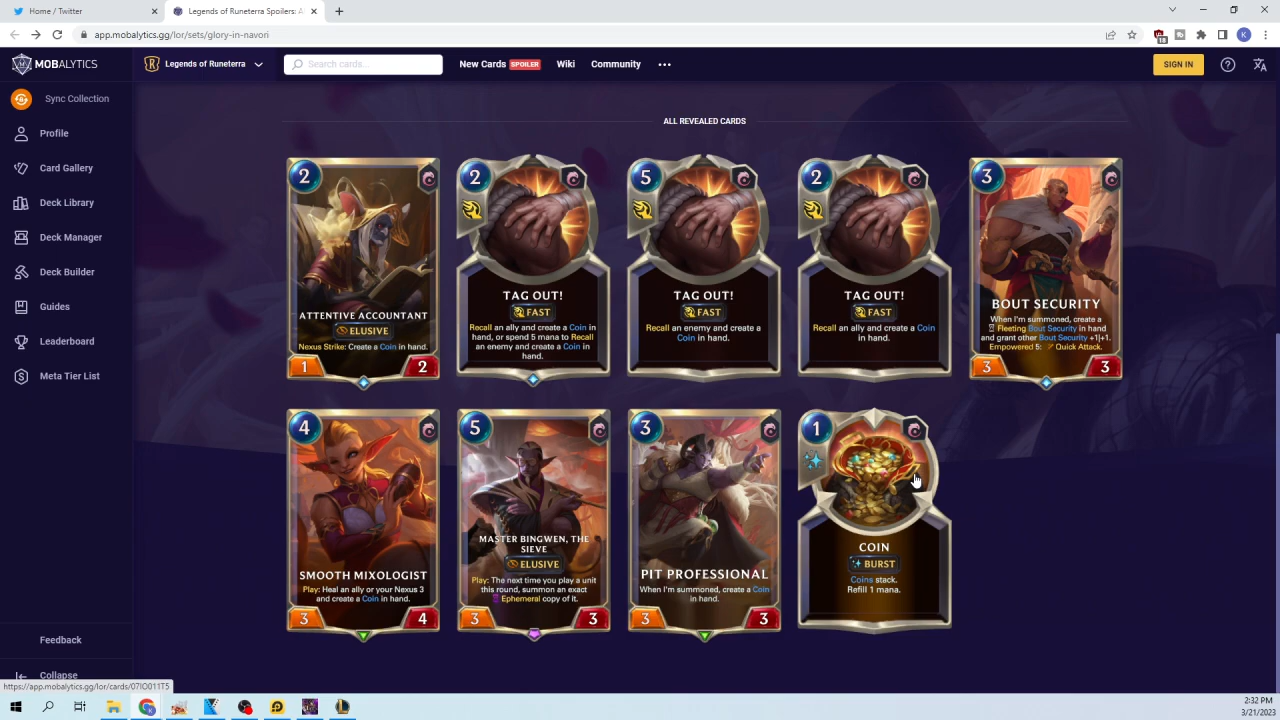 Home / Twitter
Legends of Runeterra Spoilers: A
app.mobalytics.gg/lor/sets/glory-in-navori
18
K
MOBALYTICS
Legends of Runeterra
Search cards...
New Cards SPOILER
Wiki
Community
SIGN IN
Sync Collection
Profile
Card Gallery
Deck Library
Deck Manager
Deck Builder
Guides
Leaderboard
Meta Tier List
Feedback
Collapse
ALL REVEALED CARDS
2
ATTENTIVE ACCOUNTANT
ELUSIVE
Nexus Strike: Create a Coin in hand.
1
2
2
TAG OUT!
FAST
Recall an ally and create a Coin in
hand, or spend 5 mana to Recall
an enemy and create a Coin in
hand.
5
TAG OUT!
FAST
Recall an enemy and create a
Coin in hand.
2
TAG OUT!
FAST
Recall an ally and create a Coin
in hand.
3
BOUT SECURITY
When I'm summoned, create a
Fleeting Bout Security in hand
and grant other Bout Security +1|+1.
Empowered 5: Quick Attack.
3
3
4
SMOOTH MIXOLOGIST
Play: Heal an ally or your Nexus 3
and create a Coin in hand.
3
4
5
MASTER BINGWEN, THE
SIEVE
ELUSIVE
Play: The next time you play a unit
this round, summon an exact
Ephemeral copy of it.
3
3
3
PIT PROFESSIONAL
When I'm summoned, create a Coin
in hand.
3
3
1
COIN
BURST
Coins stack.
Refill 1 mana.
https://app.mobalytics.gg/lor/cards/07IO011T5
2:32 PM
3/21/2023